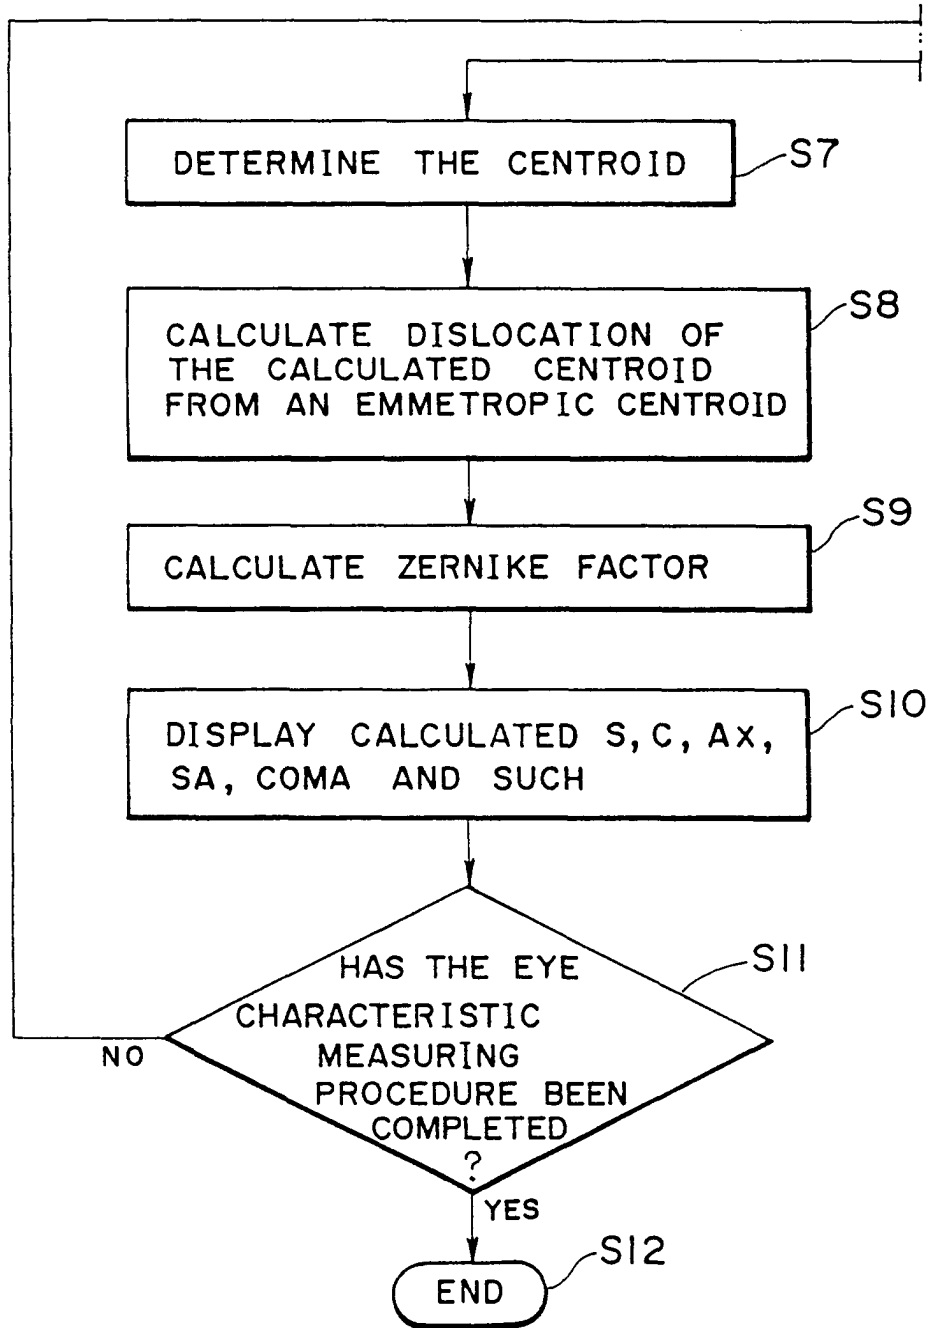 DETERMINE THE CENTROID
S7
S8
CALCULATE DISLOCATION OF
THE CALCULATED CENTROID
FROM AN EMMETROPIC CENTROID
S9
CALCULATE ZERNIKE FACTOR
S10
DISPLAY CALCULATED S, C, AX,
SA, COMA AND SUCH
S11
HAS THE EYE
CHARACTERISTIC
MEASURING
PROCEDURE BEEN
COMPLETED
?
NO
YES
S12
END